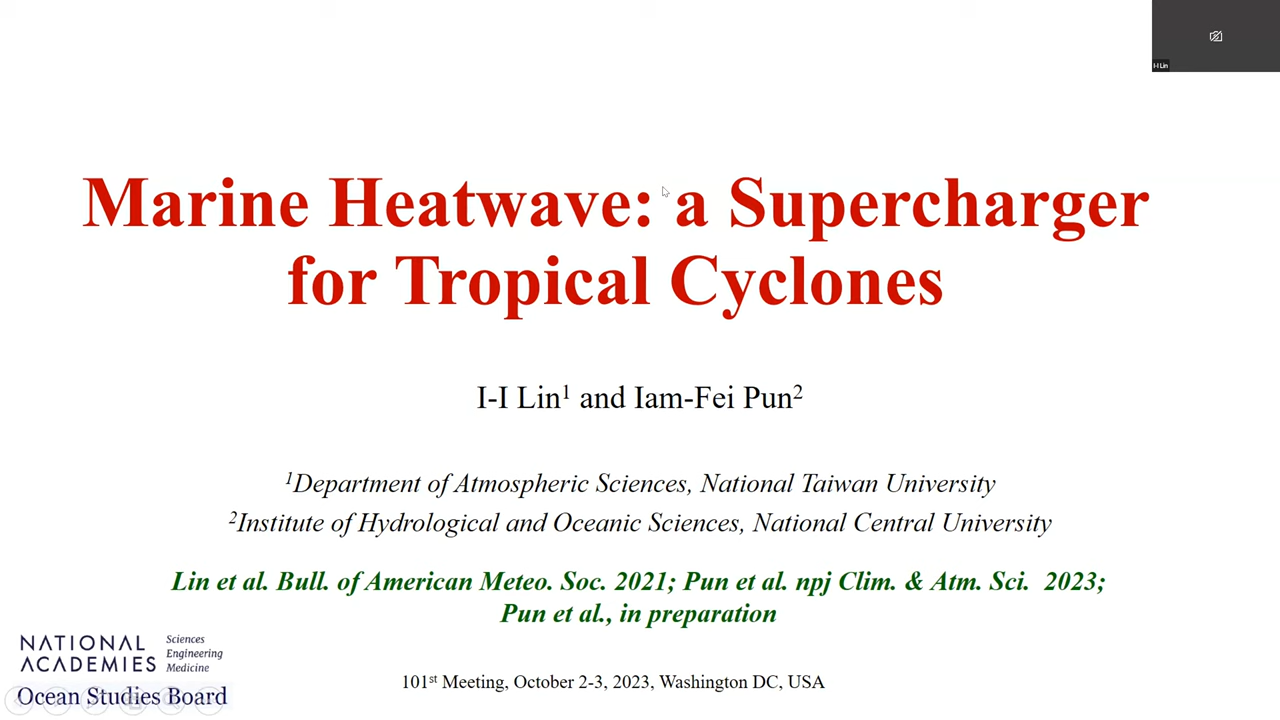 I-I Lin
Marine Heatwave: a Supercharger
for Tropical Cyclones
I-I Lin¹ and Iam-Fei Pun²
¹Department of Atmospheric Sciences, National Taiwan University
²Institute of Hydrological and Oceanic Sciences, National Central University
Lin et al. Bull. of American Meteo. Soc. 2021; Pun et al. npj Clim. & Atm. Sci. 2023;
Pun et al., in preparation
NATIONAL
ACADEMIES
Sciences
Engineering
Medicine
Ocean Studies Board
101st Meeting, October 2-3, 2023, Washington DC, USA